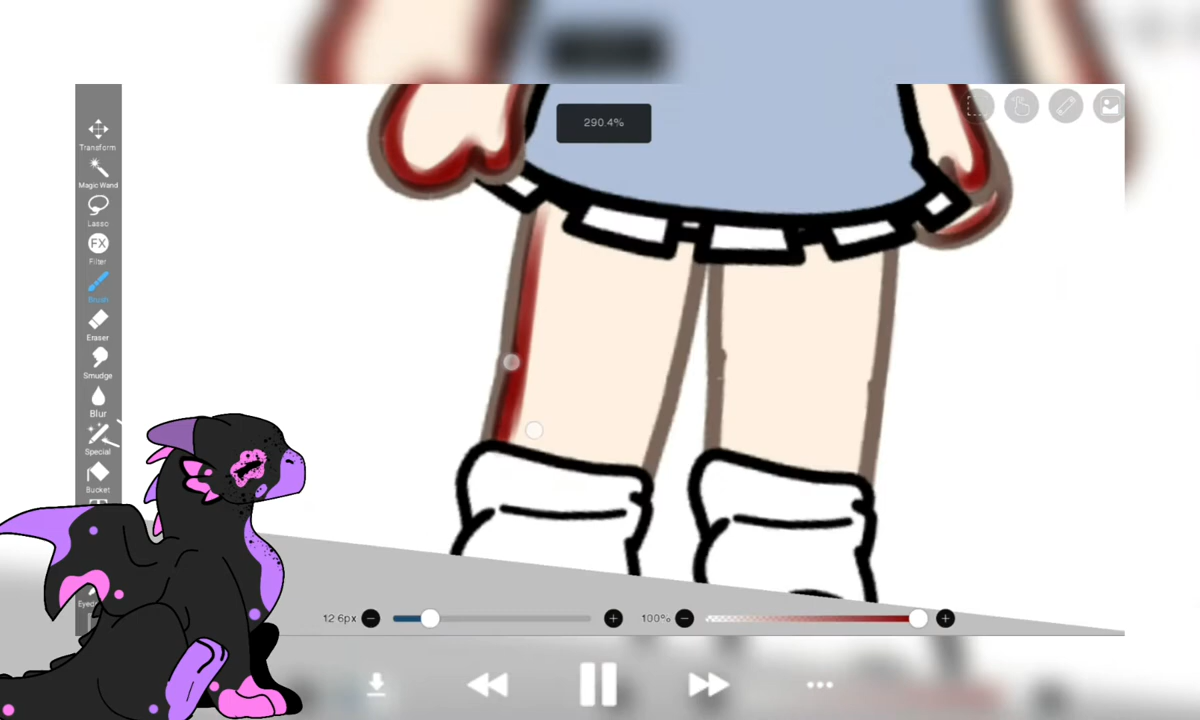 290.4%
Transform
Magic Wand
Lasso
FX
Filter
Brush
Eraser
Smudge
Blur
Special
Bucket
12.6px
100%